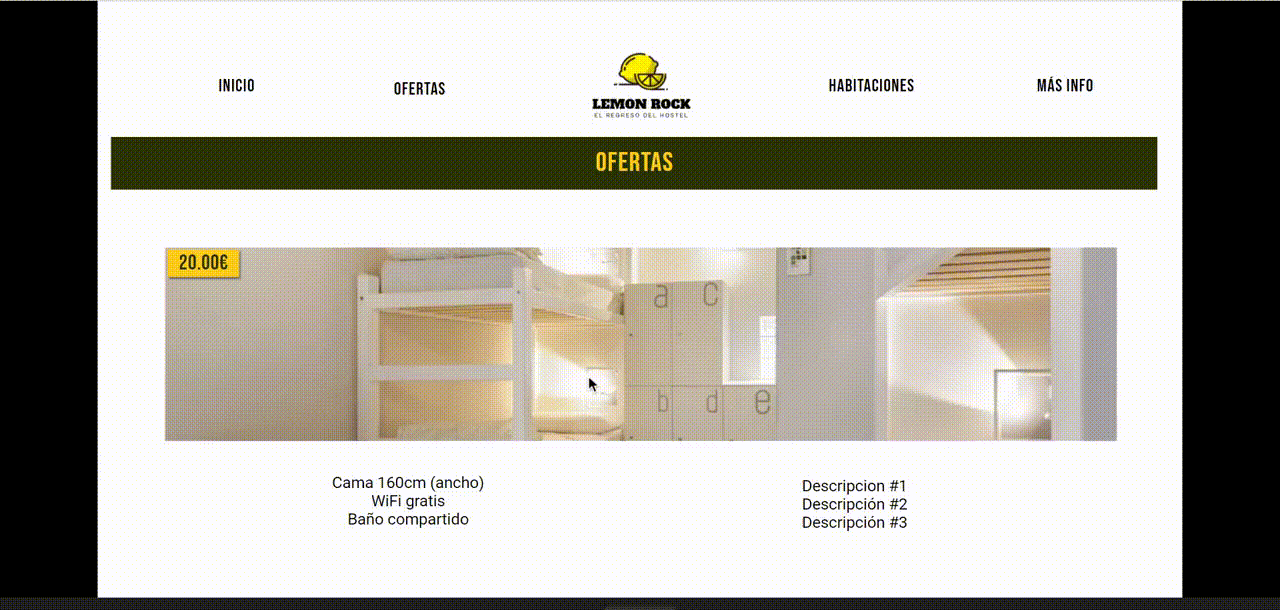 INICIO
OFERTAS
LEMON ROCK
EL REGRESO DEL HOSTEL
HABITACIONES
MÁS INFO
OFERTAS
20.00€
a c
b d e
Cama 160cm (ancho)
WiFi gratis
Baño compartido
Descripcion #1
Descripción #2
Descripción #3